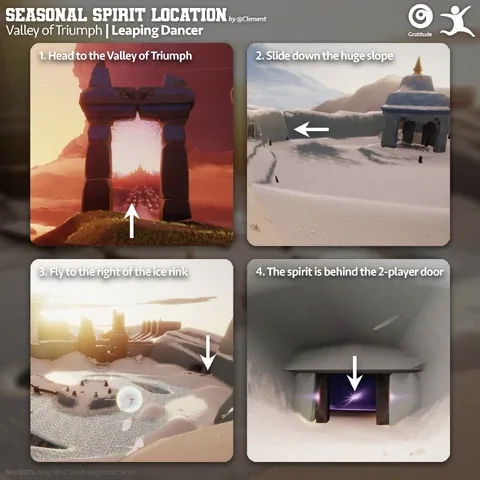 SEASONAL SPIRIT LOCATION by @Clement
Valley of Triumph | Leaping Dancer
Gratitude
1. Head to the Valley of Triumph
2. Slide down the huge slope
3. Fly to the right of the ice rink
4. The spirit is behind the 2-player door